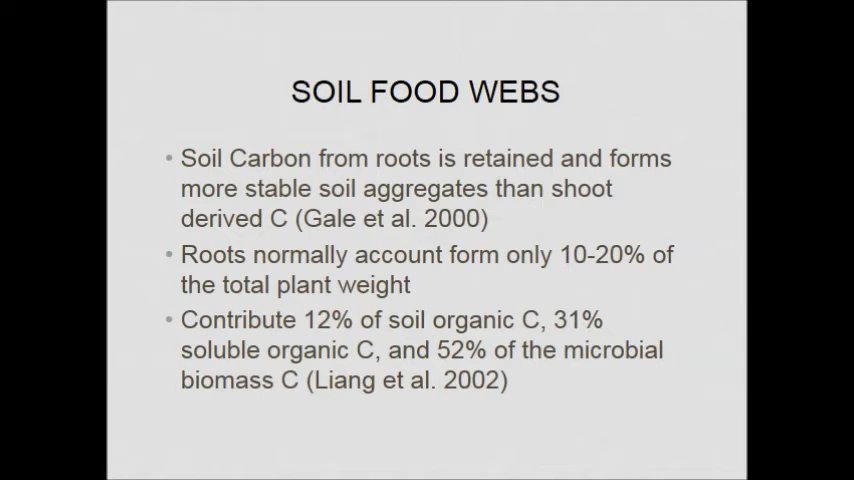 SOIL FOOD WEBS
• Soil Carbon from roots is retained and forms
more stable soil aggregates than shoot
derived C (Gale et al. 2000)
• Roots normally account form only 10-20% of
the total plant weight
• Contribute 12% of soil organic C, 31%
soluble organic C, and 52% of the microbial
biomass C (Liang et al. 2002)